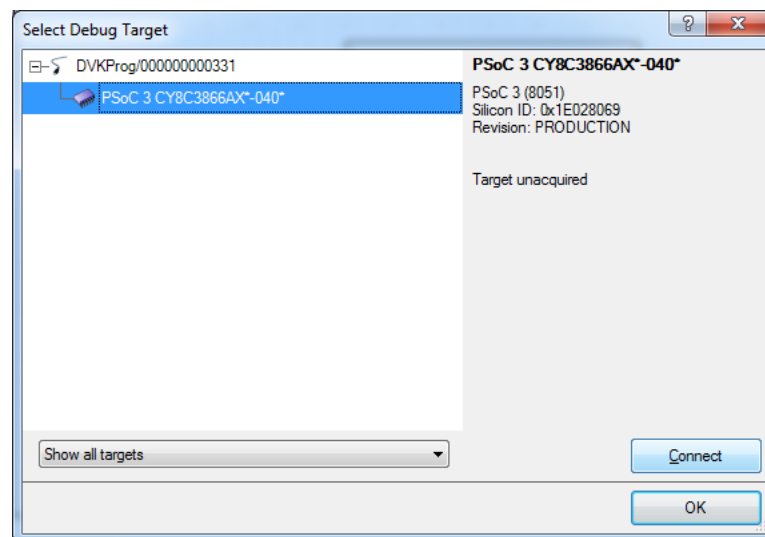 Select Debug Target
DVKProg/000000000331
PSoC 3 CY8C3866AX*-040*
PSoC 3 CY8C3866AX*-040*
PSoC 3 (8051)
Silicon ID: 0x1E028069
Revision: PRODUCTION
Target unacquired
Show all targets
Connect
OK